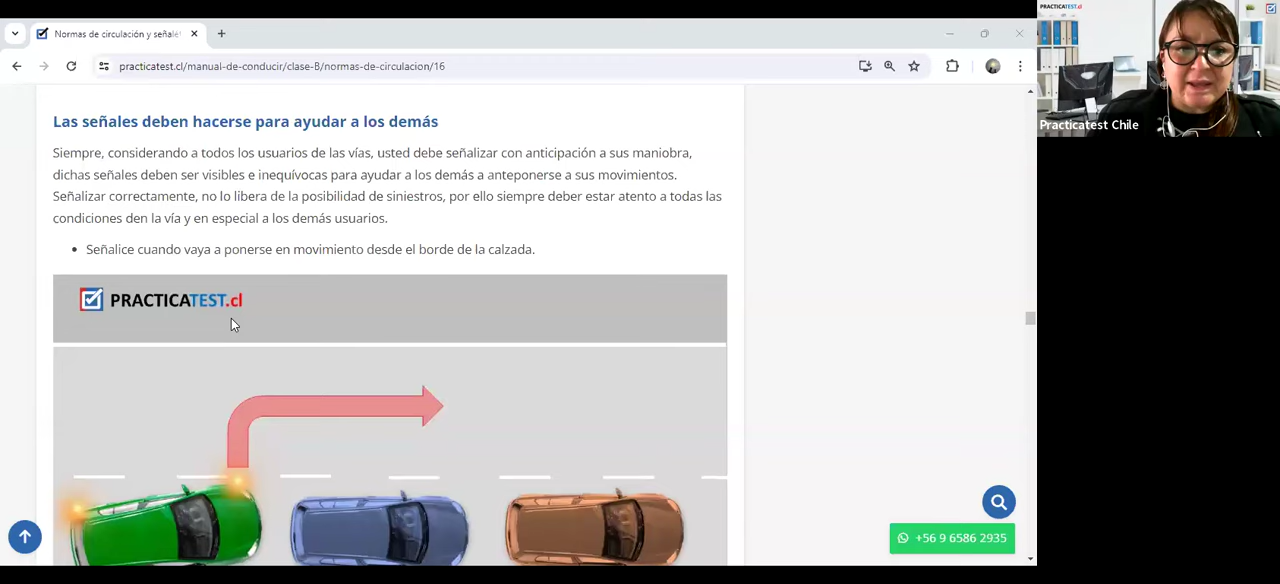 Normas de circulación y señale
practicatest.cl/manual-de-conducir/clase-B/normas-de-circulacion/16
PRACTICATEST.cl
Practicatest Chile
Las señales deben hacerse para ayudar a los demás
Siempre, considerando a todos los usuarios de las vías, usted debe señalizar con anticipación a sus maniobra,
dichas señales deben ser visibles e inequívocas para ayudar a los demás a anteponerse a sus movimientos.
Señalizar correctamente, no lo libera de la posibilidad de siniestros, por ello siempre deber estar atento a todas las
condiciones den la vía y en especial a los demás usuarios.
• Señalice cuando vaya a ponerse en movimiento desde el borde de la calzada.
PRACTICATEST.cl
+56 9 6586 2935